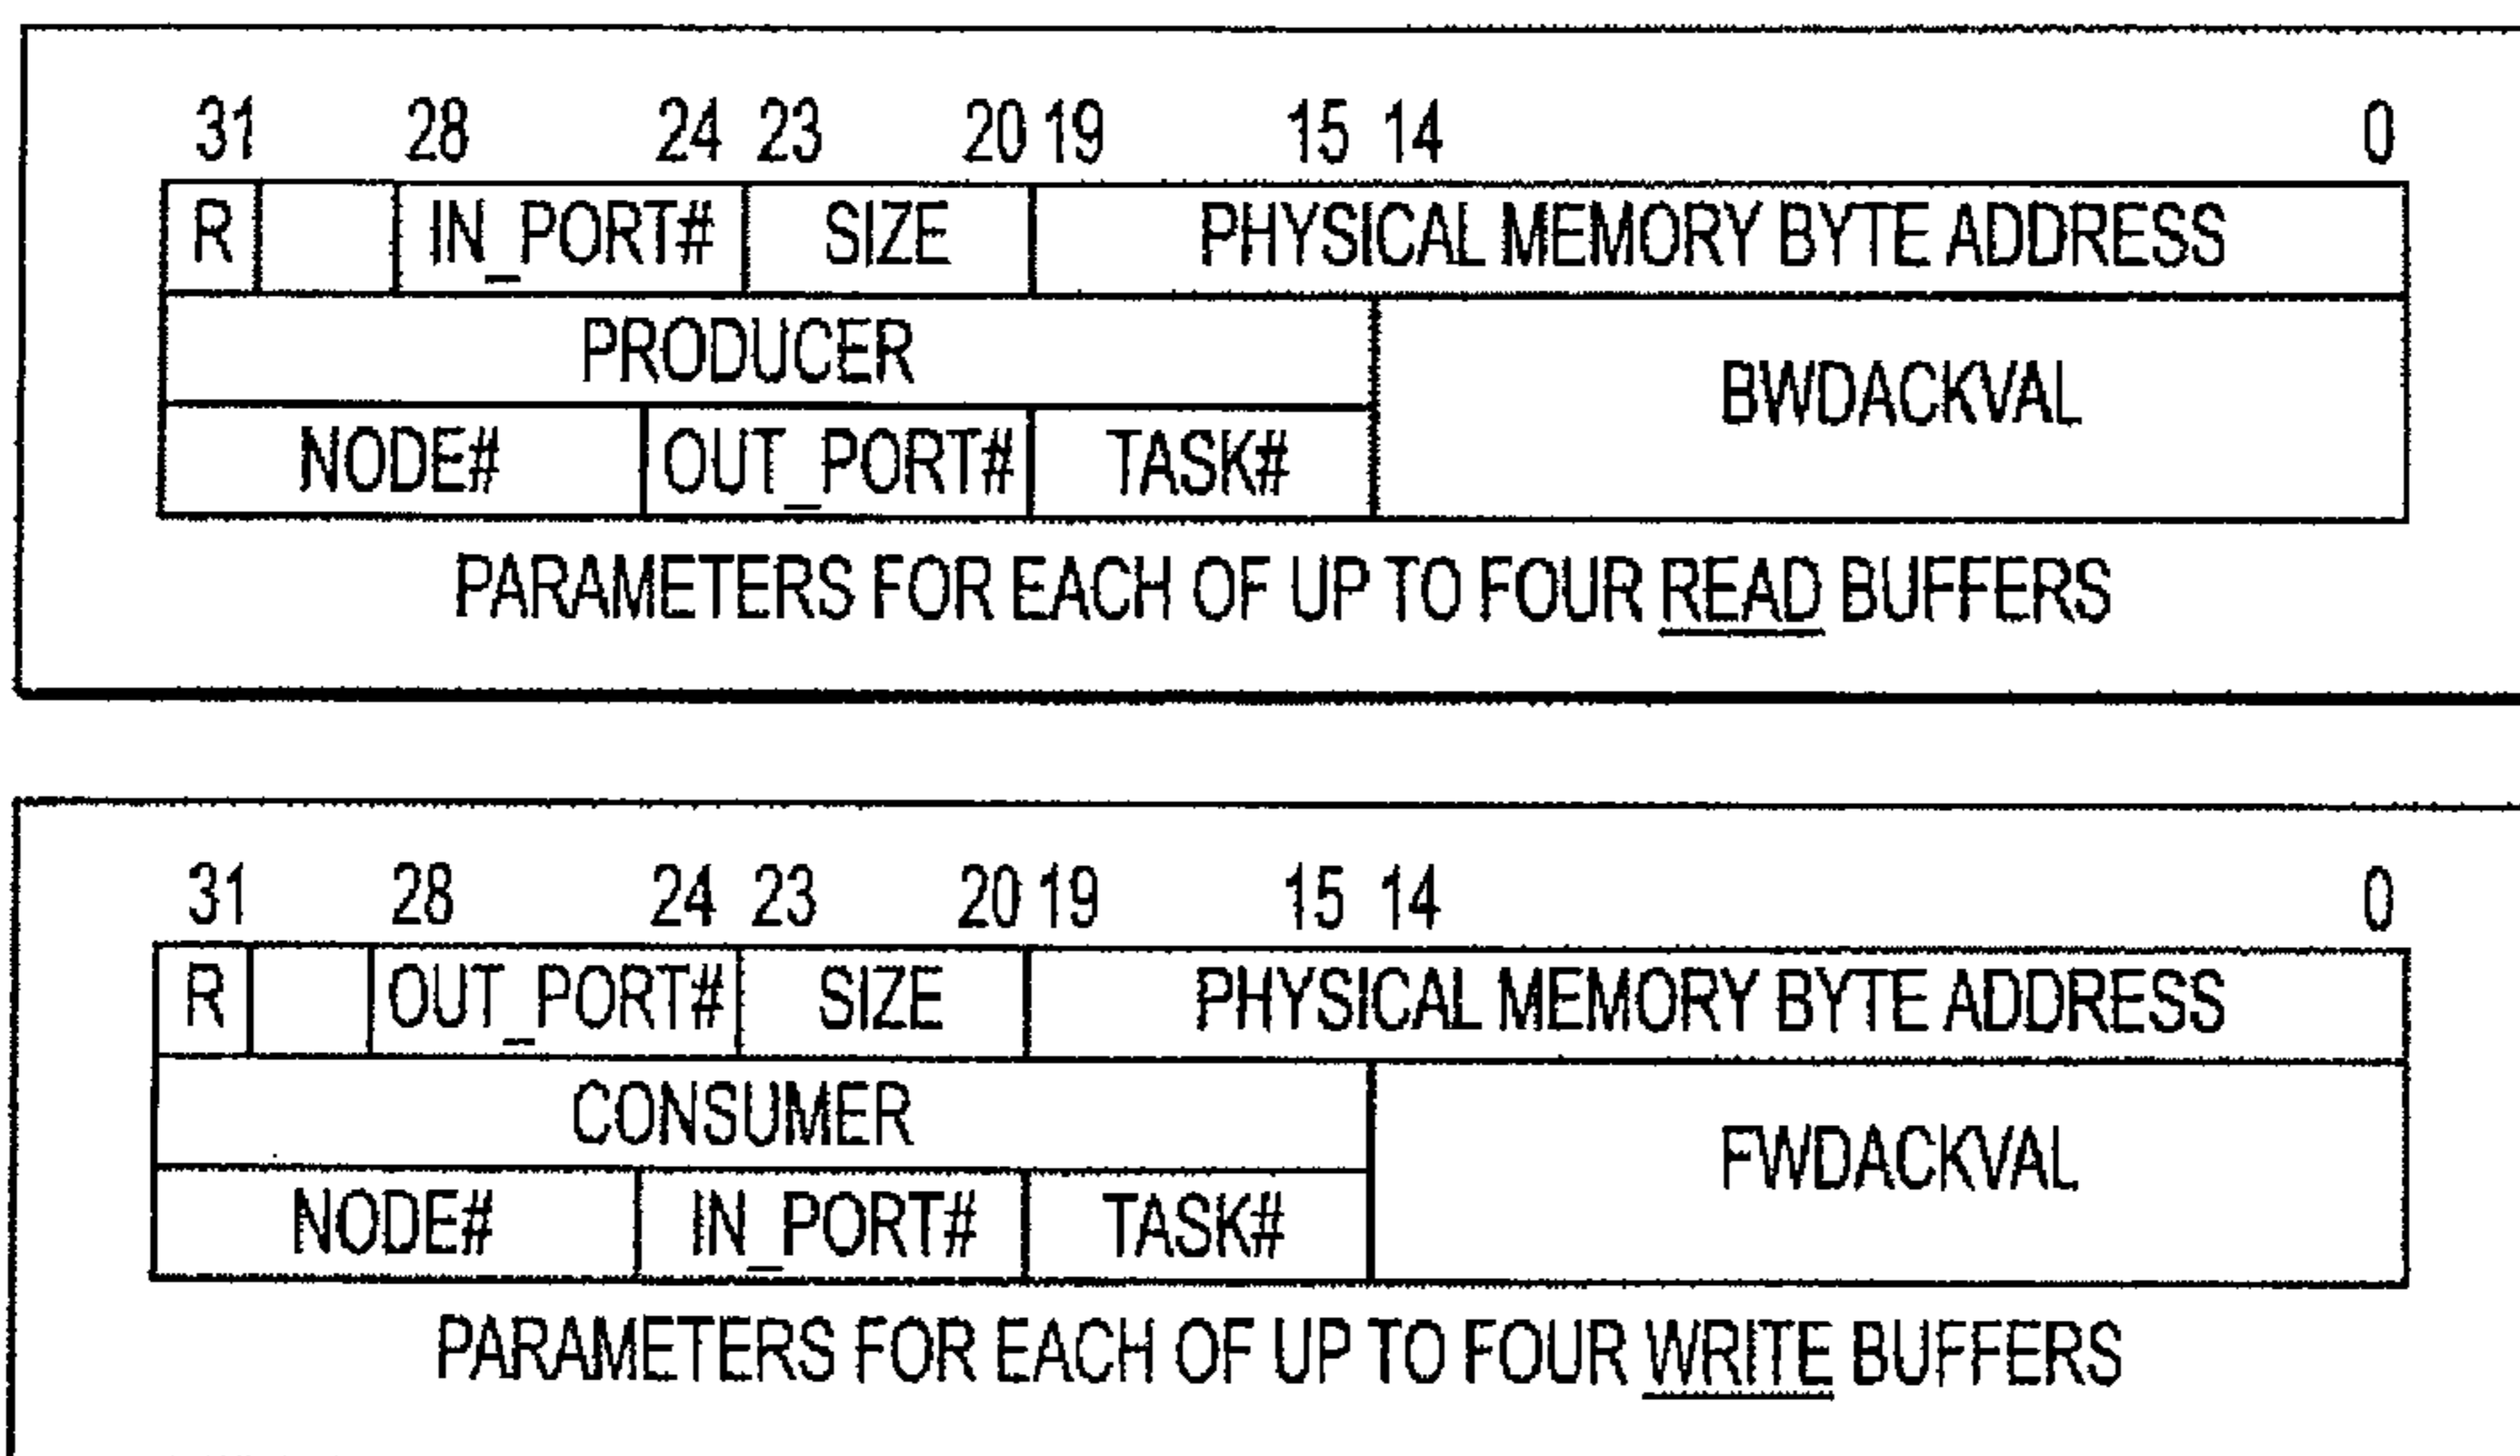 31 28 24 23 20 19 15 14 0
R IN_PORT# SIZE PHYSICAL MEMORY BYTE ADDRESS
PRODUCER
BWDACKVAL
NODE# OUT_PORT# TASK#
PARAMETERS FOR EACH OF UP TO FOUR READ BUFFERS
31 28 24 23 20 19 15 14 0
R OUT_PORT# SIZE PHYSICAL MEMORY BYTE ADDRESS
CONSUMER
FWDACKVAL
NODE# IN_PORT# TASK#
PARAMETERS FOR EACH OF UP TO FOUR WRITE BUFFERS